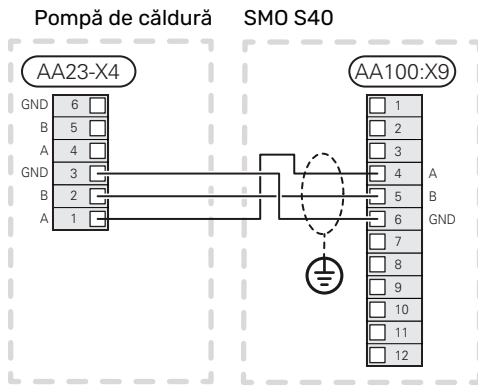 Pompă de căldură SMO S40
AA23-X4 AA100:X9
GND 6
B 5
A 4
GND 3
B 2
A 1
1
2
3
4 A
5 B
6 GND
7
8
9
10
11
12